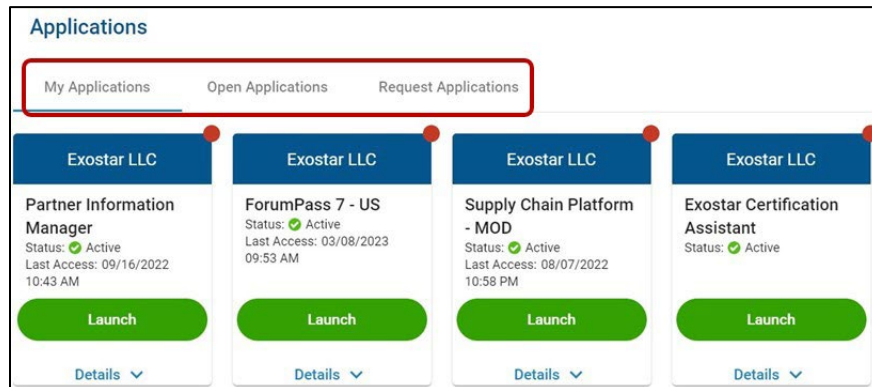 Applications
My Applications Open Applications Request Applications
Exostar LLC
Partner Information
Manager
Status: Active
Last Access: 09/16/2022
10:43 AM
Launch
Details
Exostar LLC
ForumPass 7 - US
Status: Active
Last Access: 03/08/2023
09:53 AM
Launch
Details
Exostar LLC
Supply Chain Platform
- MOD
Status: Active
Last Access: 08/07/2022
10:58 PM
Launch
Details
Exostar LLC
Exostar Certification
Assistant
Status: Active
Launch
Details